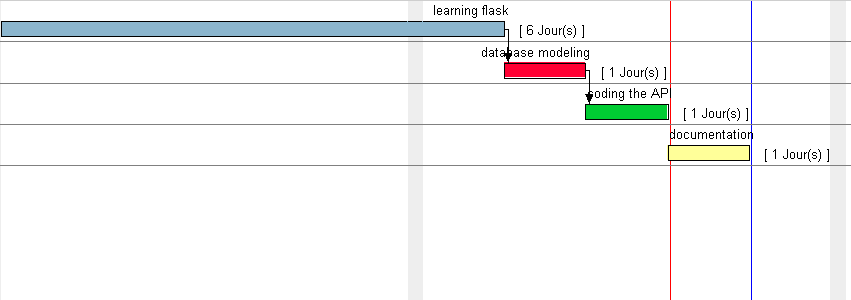 learning flask
[ 6 Jour(s) ]
database modeling
[ 1 Jour(s) ]
coding the AP
[ 1 Jour(s) ]
documentation
[ 1 Jour(s) ]